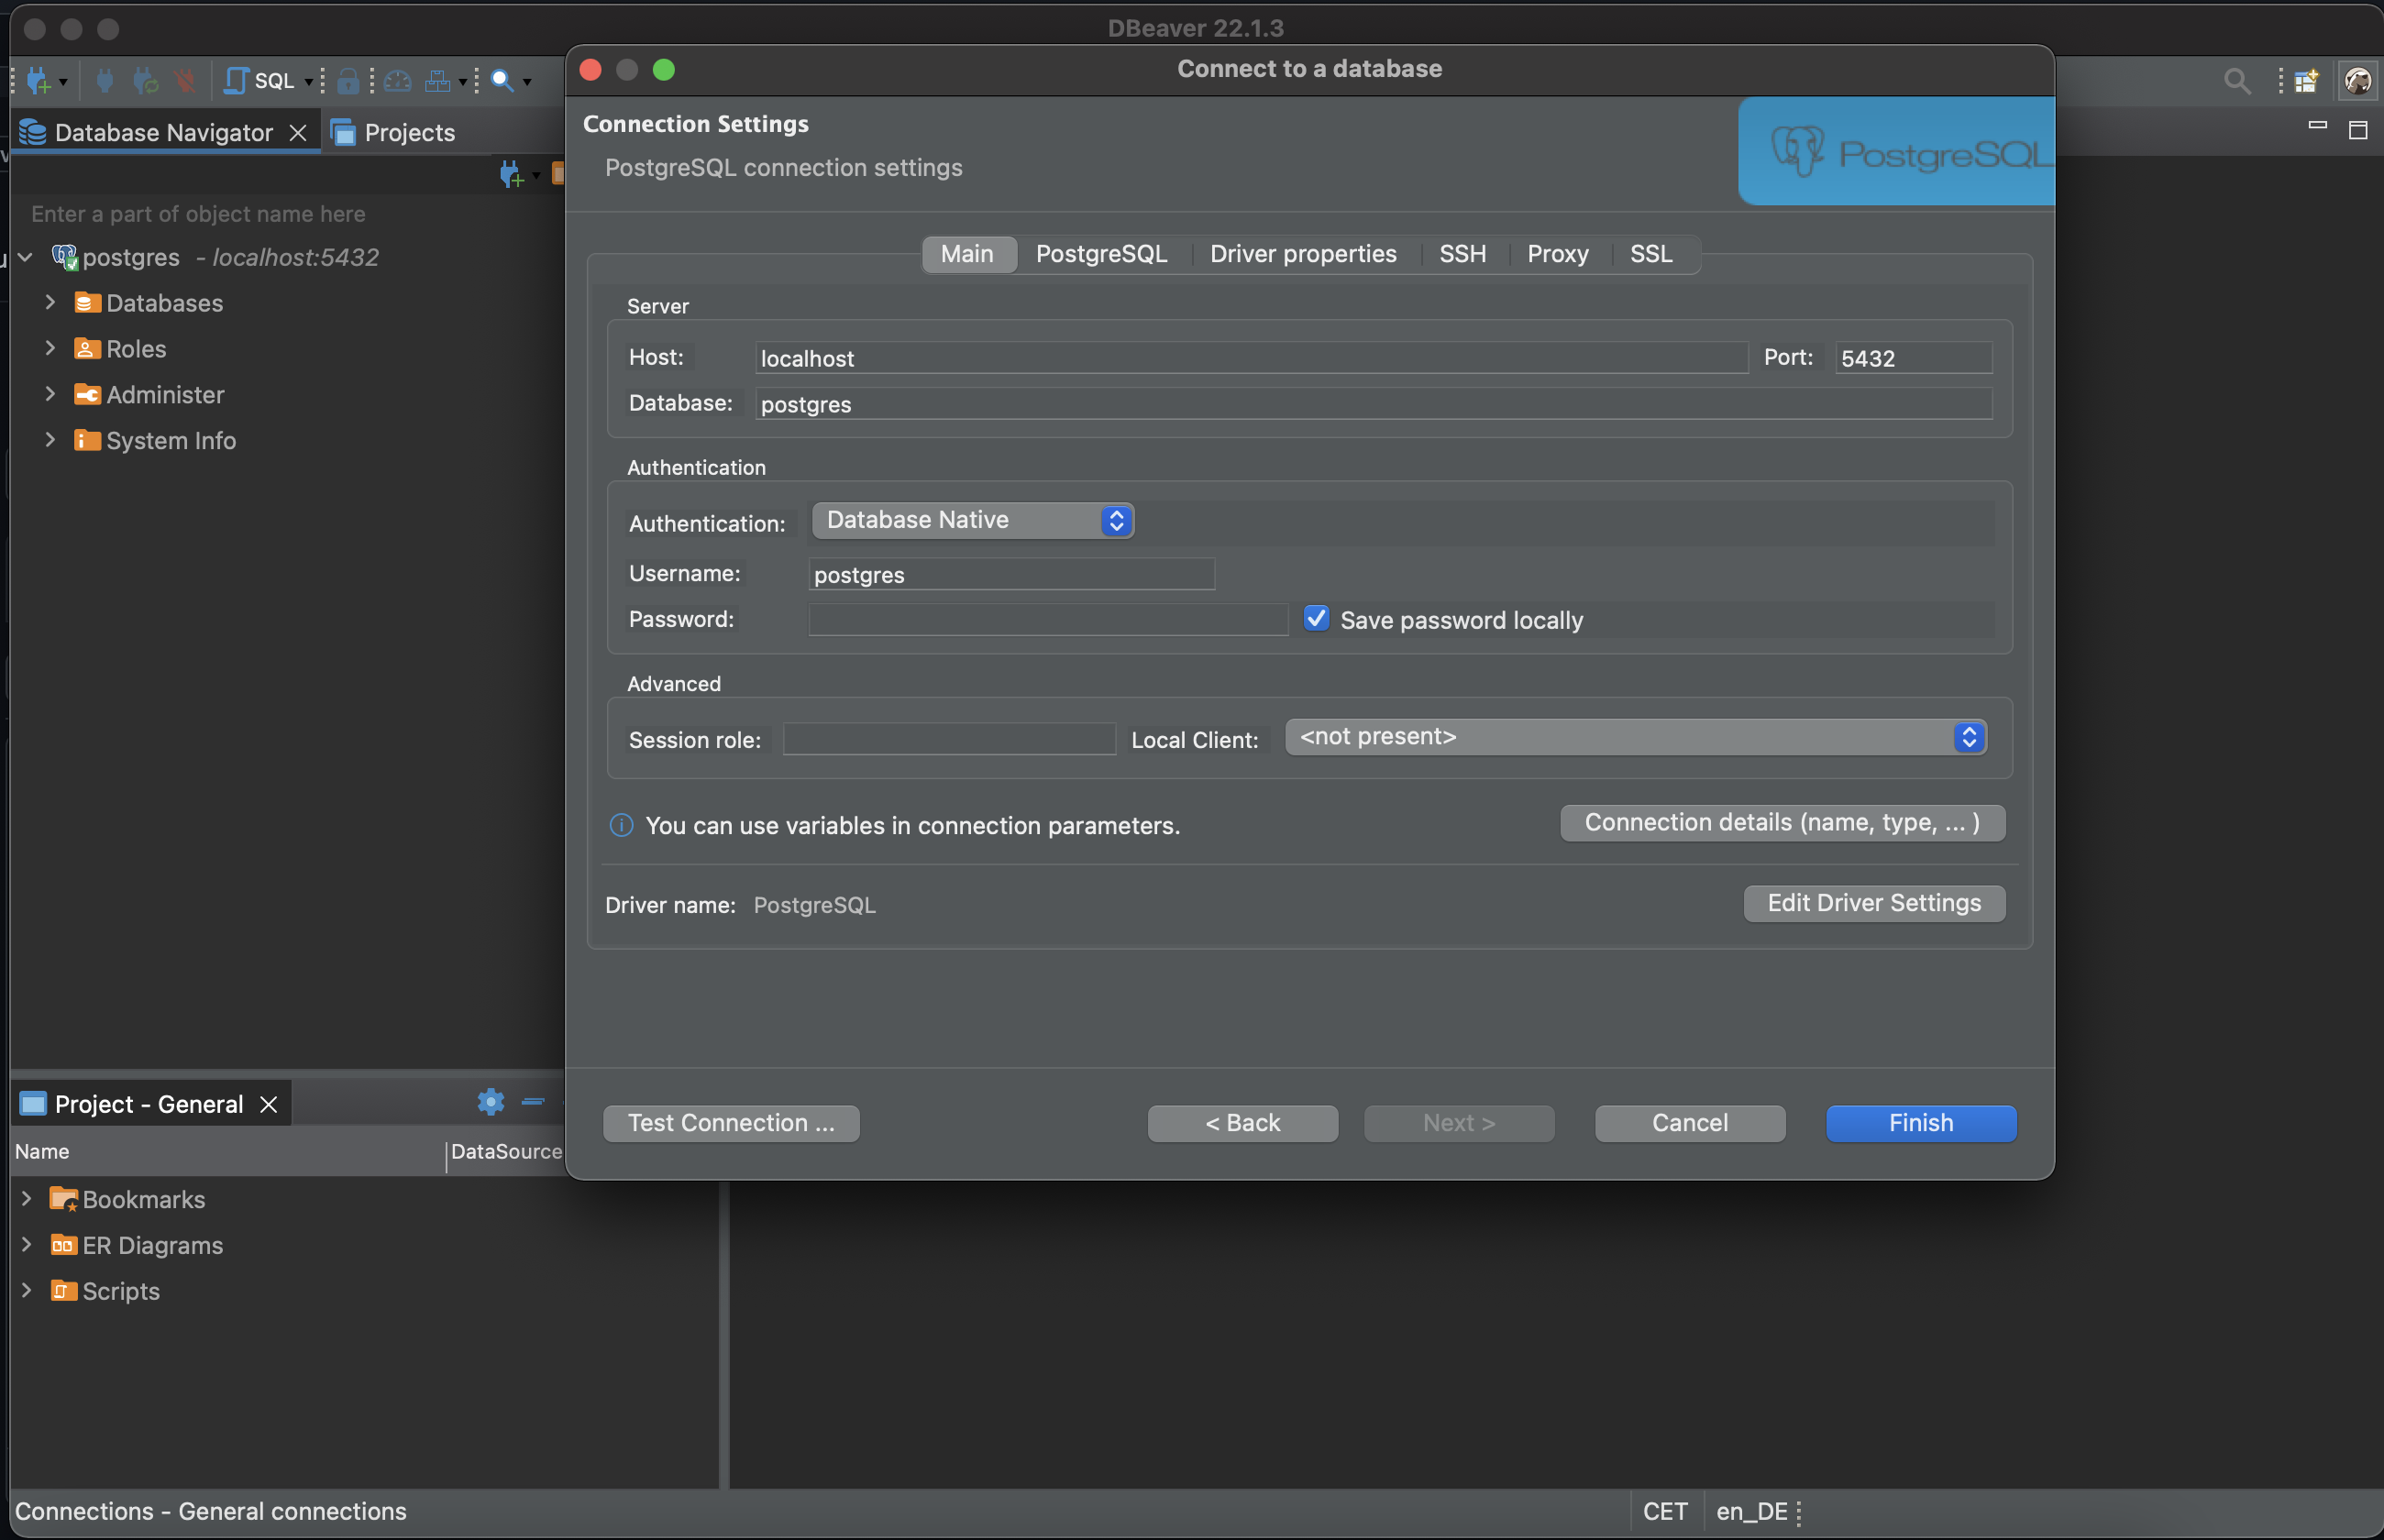 DBeaver 22.1.3
SQL
Database Navigator
Projects
Enter a part of object name here
postgres - localhost:5432
Databases
Roles
Administer
System Info
Project - General
Name DataSource
Bookmarks
ER Diagrams
Scripts
Connections - General connections
CET en_DE
Connect to a database
Connection Settings
PostgreSQL connection settings
PostgreSQL
Main PostgreSQL Driver properties SSH Proxy SSL
Server
Host: localhost Port: 5432
Database: postgres
Authentication
Authentication: Database Native
Username: postgres
Password: Save password locally
Advanced
Session role: Local Client: <not present>
You can use variables in connection parameters.
Connection details (name, type, ... )
Driver name: PostgreSQL
Edit Driver Settings
Test Connection ... < Back Next > Cancel Finish